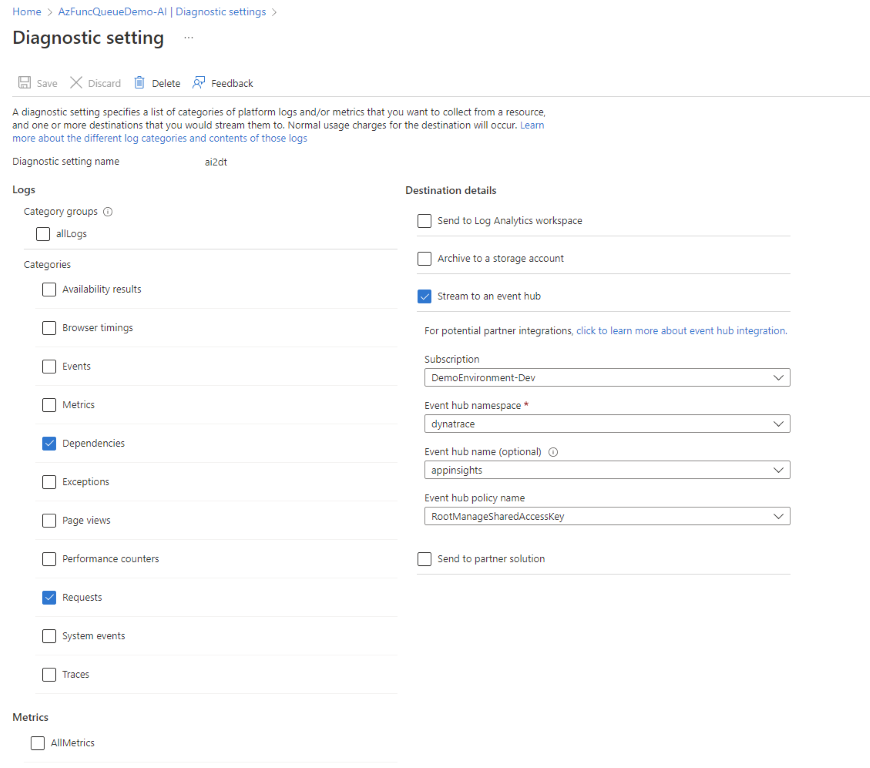 Home > AzFuncQueueDemo-AI | Diagnostic settings >
Diagnostic setting ...
Save Discard Delete Feedback
A diagnostic setting specifies a list of categories of platform logs and/or metrics that you want to collect from a resource,
and one or more destinations that you would stream them to. Normal usage charges for the destination will occur. Learn
more about the different log categories and contents of those logs
Diagnostic setting name ai2dt
Logs
Category groups
allLogs
Categories
Availability results
Browser timings
Events
Metrics
Dependencies
Exceptions
Page views
Performance counters
Requests
System events
Traces
Metrics
AllMetrics
Destination details
Send to Log Analytics workspace
Archive to a storage account
Stream to an event hub
For potential partner integrations, click to learn more about event hub integration.
Subscription
DemoEnvironment-Dev
Event hub namespace *
dynatrace
Event hub name (optional)
appinsights
Event hub policy name
RootManageSharedAccessKey
Send to partner solution